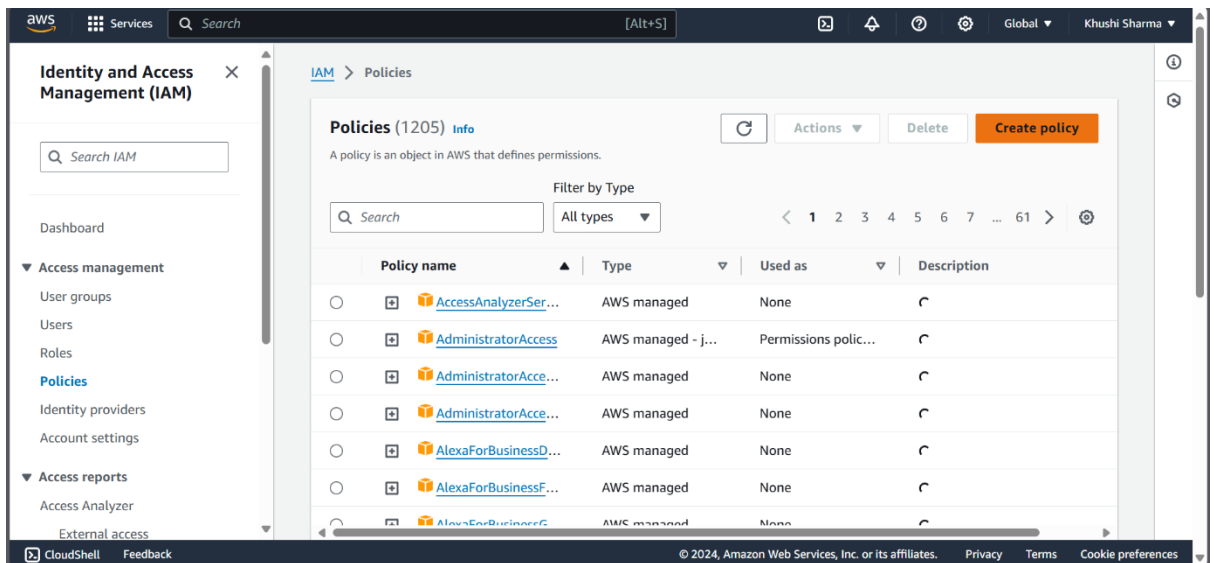 aws Services Search [Alt+S] Global Khushi Sharma
Identity and Access
Management (IAM)
Search IAM
Dashboard
Access management
User groups
Users
Roles
Policies
Identity providers
Account settings
Access reports
Access Analyzer
External access
IAM > Policies
Policies (1205) Info Actions Delete Create policy
A policy is an object in AWS that defines permissions.
Filter by Type
Search All types < 1 2 3 4 5 6 7 ... 61 >
Policy name Type Used as Description
AccessAnalyzerSer... AWS managed None
AdministratorAccess AWS managed - j... Permissions polic...
AdministratorAcce... AWS managed None
AdministratorAcce... AWS managed None
AlexaForBusinessD... AWS managed None
AlexaForBusinessF... AWS managed None
AlexaForBusinessG AWS managed None
CloudShell Feedback © 2024, Amazon Web Services, Inc. or its affiliates. Privacy Terms Cookie preferences